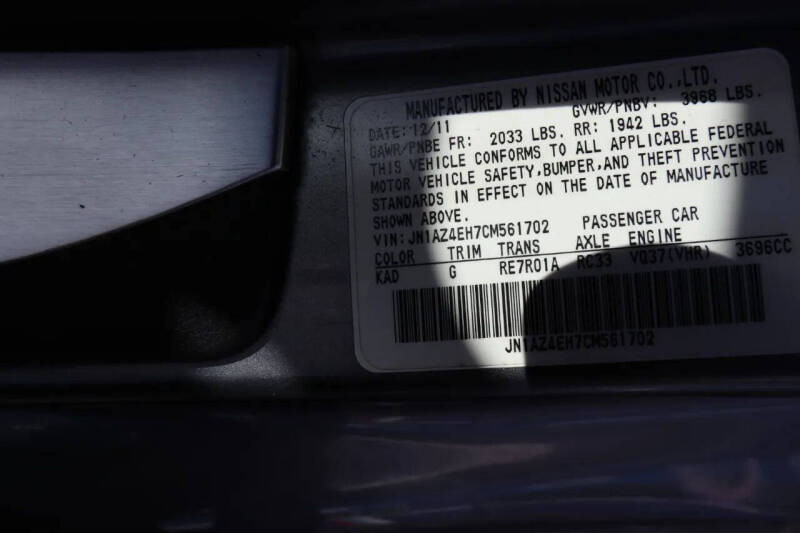 MANUFACTURED BY NISSAN MOTOR CO.,LTD.
DATE: 12/11 GVWR/PNBV: 3968 LBS.
GAWR/PNBE FR: 2033 LBS. RR: 1942 LBS.
THIS VEHICLE CONFORMS TO ALL APPLICABLE FEDERAL
MOTOR VEHICLE SAFETY,BUMPER,AND THEFT PREVENTION
STANDARDS IN EFFECT ON THE DATE OF MANUFACTURE
SHOWN ABOVE.
VIN: JN1AZ4EH7CM561702 PASSENGER CAR
COLOR TRIM TRANS AXLE ENGINE
KAD G RE7R01A RC33 VQ37(VHR) 3696CC
JN1AZ4EH7CM561702